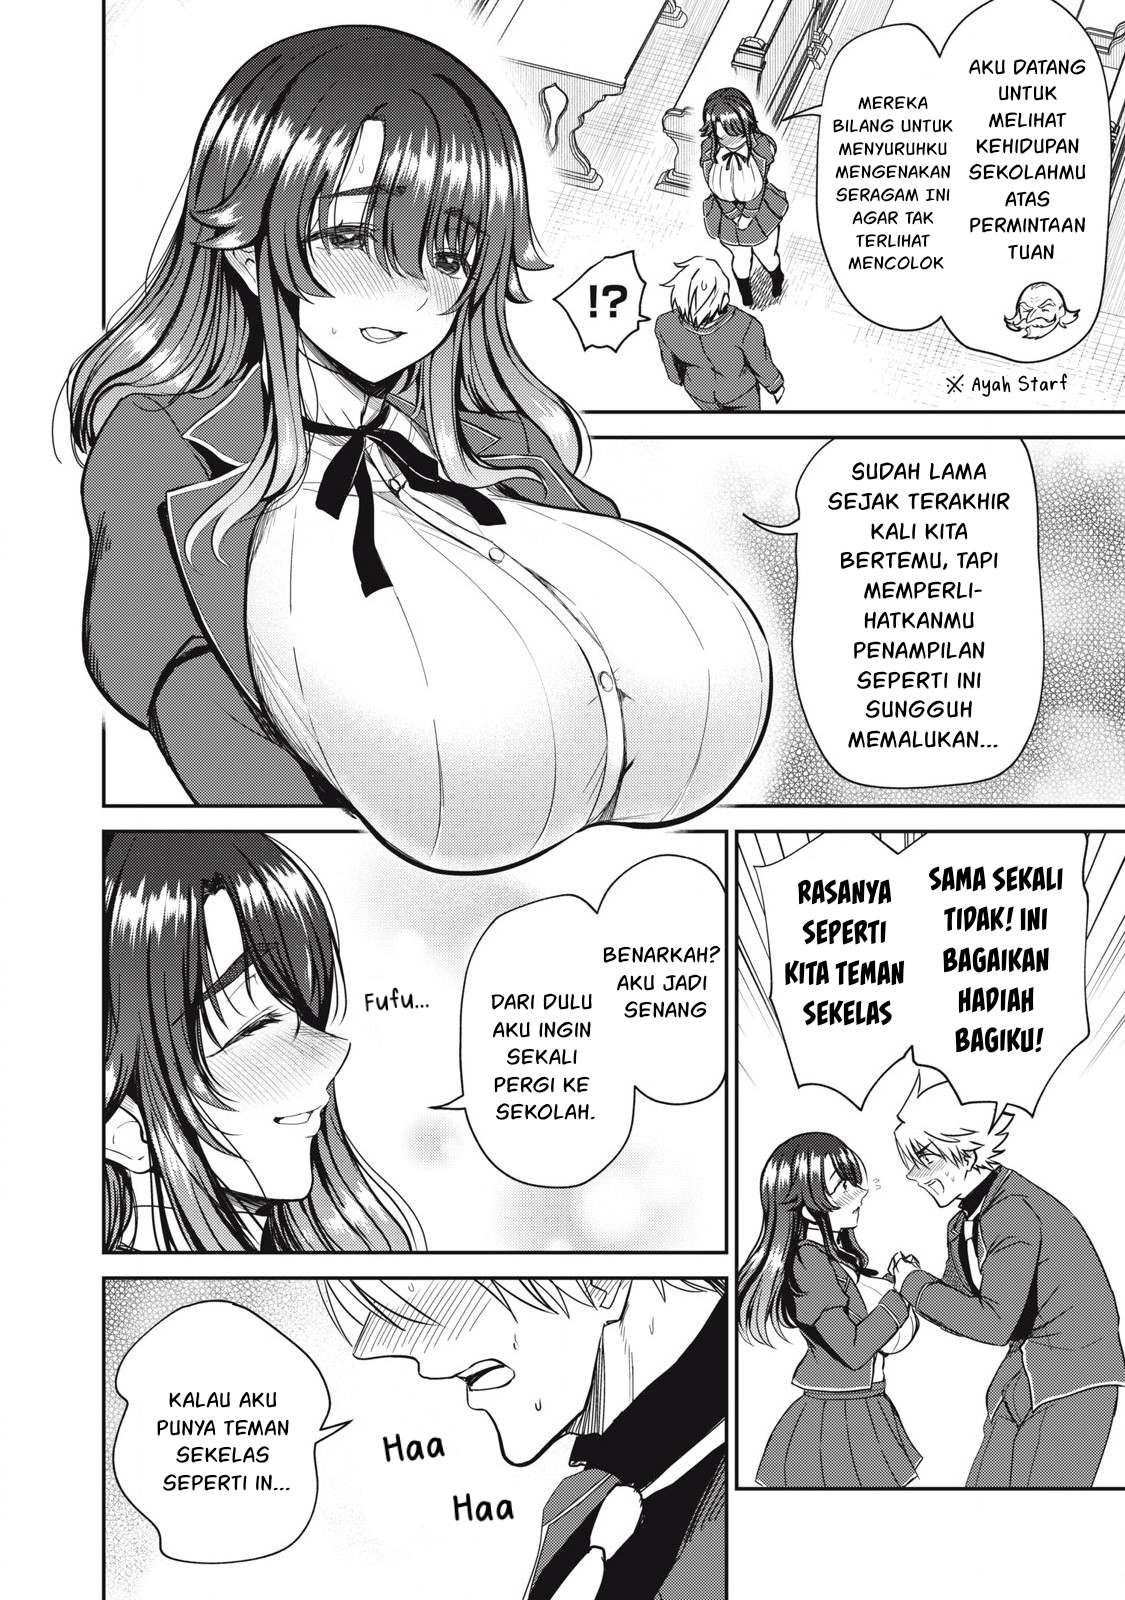 AKU DATANG
UNTUK
MELIHAT
KEHIDUPAN
SEKOLAHMU
ATAS
PERMINTAAN
TUAN
MEREKA
BILANG UNTUK
MENYURUHKU
MENGENAKAN
SERAGAM INI
AGAR TAK
TERLIHAT
MENCOLOK
※ Ayah Starf
!?
SUDAH LAMA
SEJAK TERAKHIR
KALI KITA
BERTEMU, TAPI
MEMPERLI-
HATKANMU
PENAMPILAN
SEPERTI INI
SUNGGUH
MEMALUKAN...
SAMA SEKALI
TIDAK! INI
BAGAIKAN
HADIAH
BAGIKU!
RASANYA
SEPERTI
KITA TEMAN
SEKELAS
BENARKAH?
AKU JADI
SENANG
DARI DULU
AKU INGIN
SEKALI
PERGI KE
SEKOLAH.
Fufu...
KALAU AKU
PUNYA TEMAN
SEKELAS
SEPERTI IN...
Haa
Haa